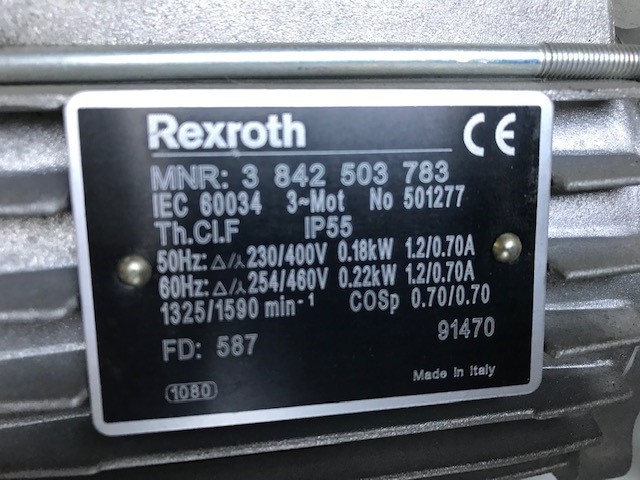 Rexroth CE
MNR: 3 842 503 783
IEC 60034 3~Mot No 501277
Th.Cl.F IP55
50Hz: △/⅄ 230/400V 0.18kW 1.2/0.70A
60Hz: △/⅄ 254/460V 0.22kW 1.2/0.70A
1325/1590 min⁻¹ COSp 0.70/0.70
FD: 587 91470
1080 Made in Italy